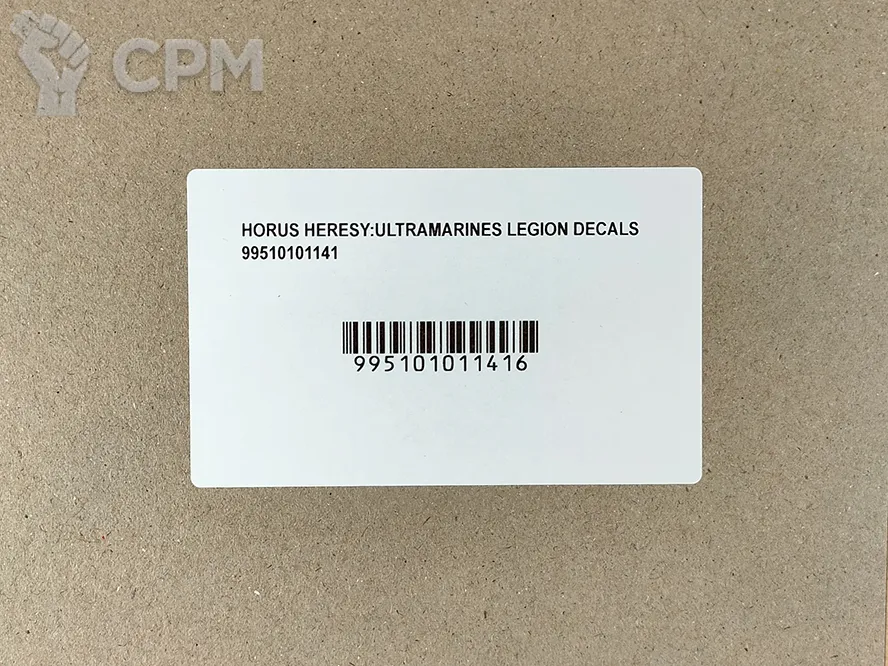 CPM
HORUS HERESY:ULTRAMARINES LEGION DECALS
99510101141
995101011416